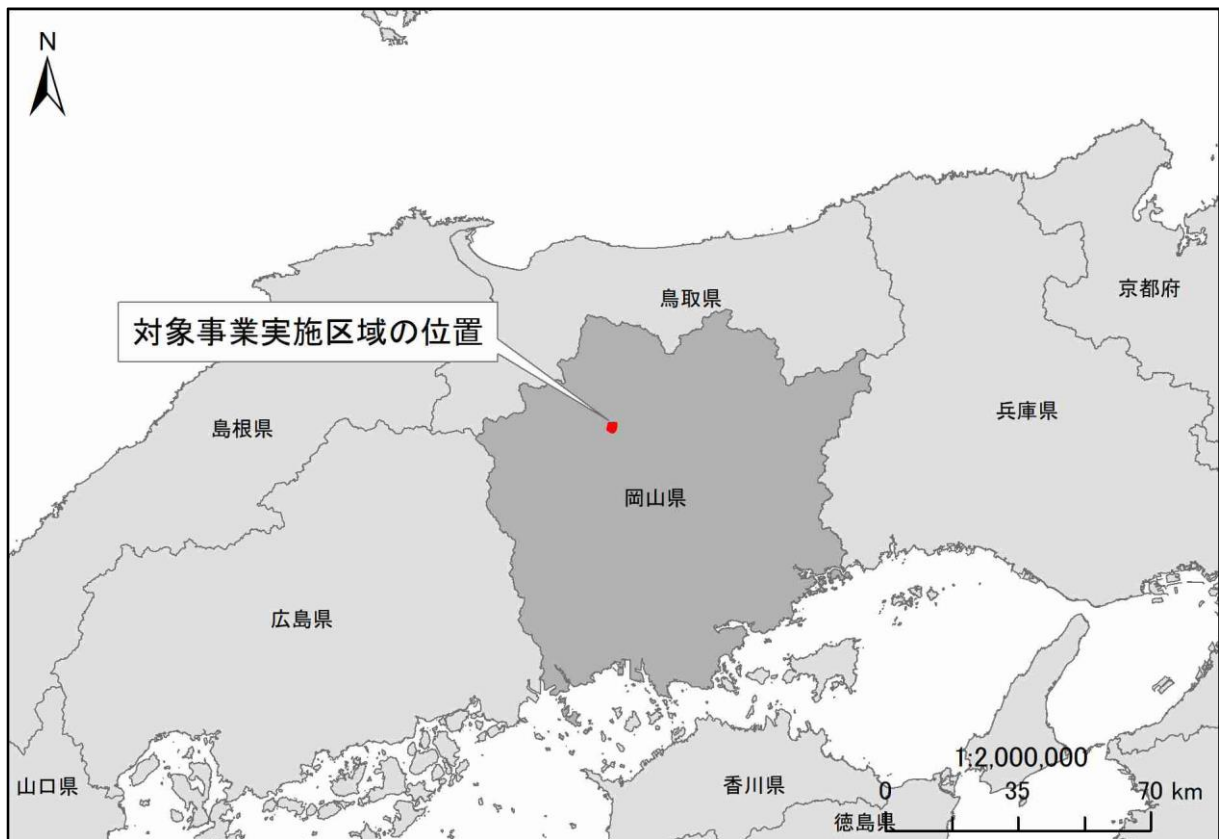 N
鳥取県
京都府
対象事業実施区域の位置
兵庫県
島根県
岡山県
広島県
1:2,000,000
山口県
香川県
0 35 70 km
徳島県